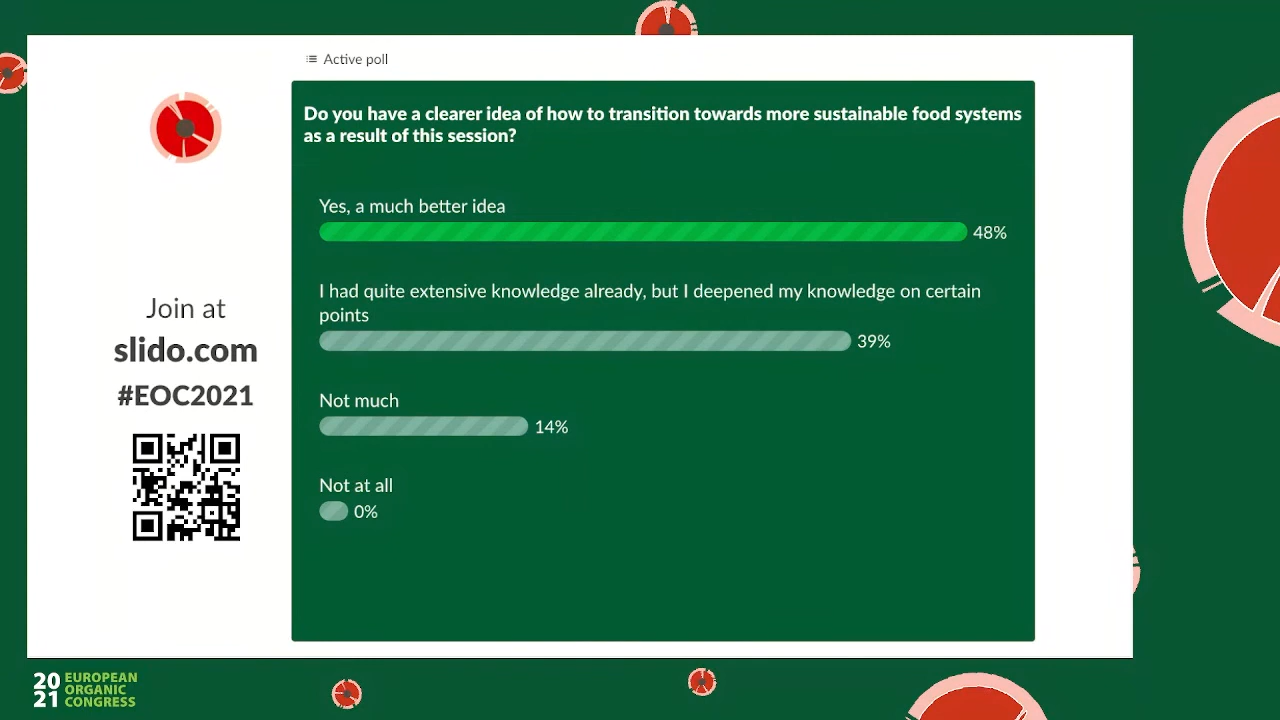 Active poll
Do you have a clearer idea of how to transition towards more sustainable food systems
as a result of this session?
Yes, a much better idea
48%
I had quite extensive knowledge already, but I deepened my knowledge on certain
points
39%
Not much
14%
Not at all
0%
Join at
slido.com
#EOC2021
20 EUROPEAN
21 ORGANIC
CONGRESS